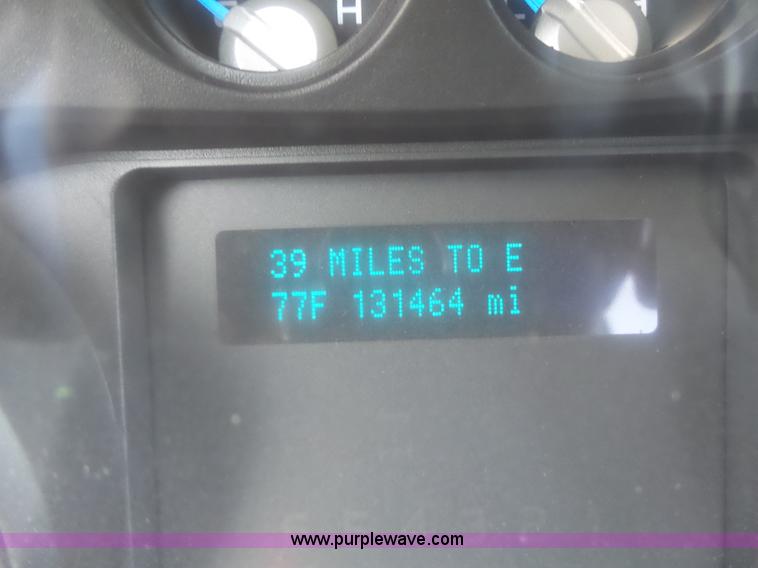 H
39 MILES TO E
77F 131464 mi
www.purplewave.com